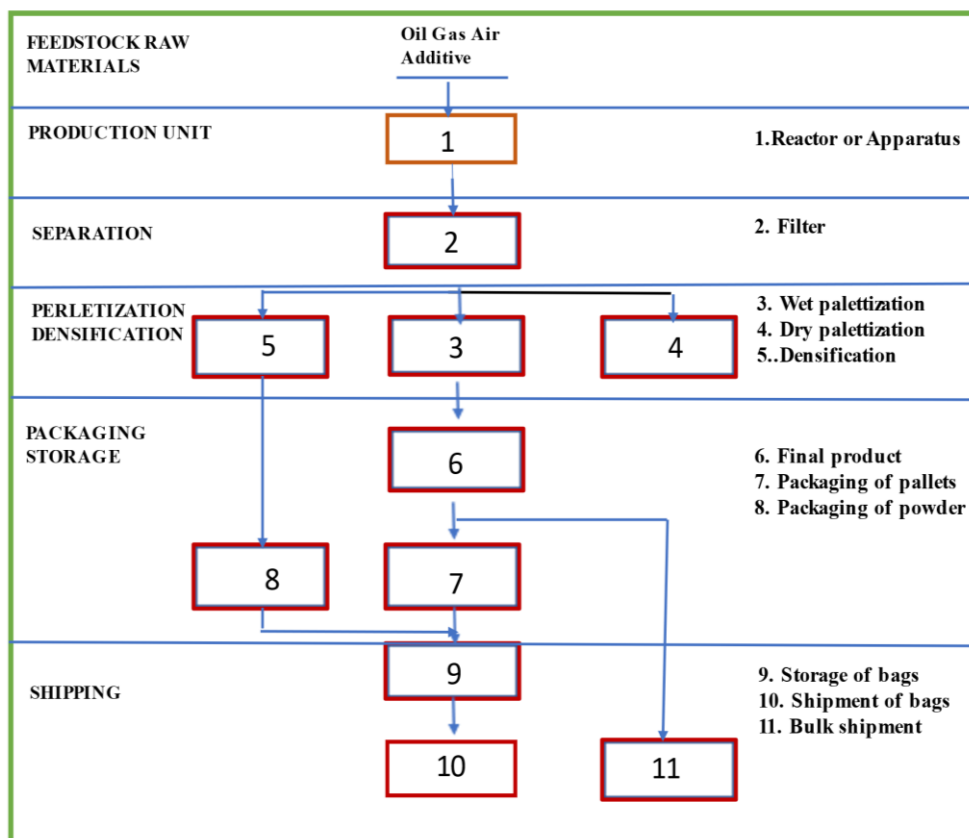 FEEDSTOCK RAW
MATERIALS
Oil Gas Air
Additive
PRODUCTION UNIT
1
1.Reactor or Apparatus
SEPARATION
2
2. Filter
PERLETIZATION
DENSIFICATION
5
3
4
3. Wet palettization
4. Dry palettization
5..Densification
PACKAGING
STORAGE
6
6. Final product
7. Packaging of pallets
8. Packaging of powder
8
7
SHIPPING
9
9. Storage of bags
10. Shipment of bags
11. Bulk shipment
10
11